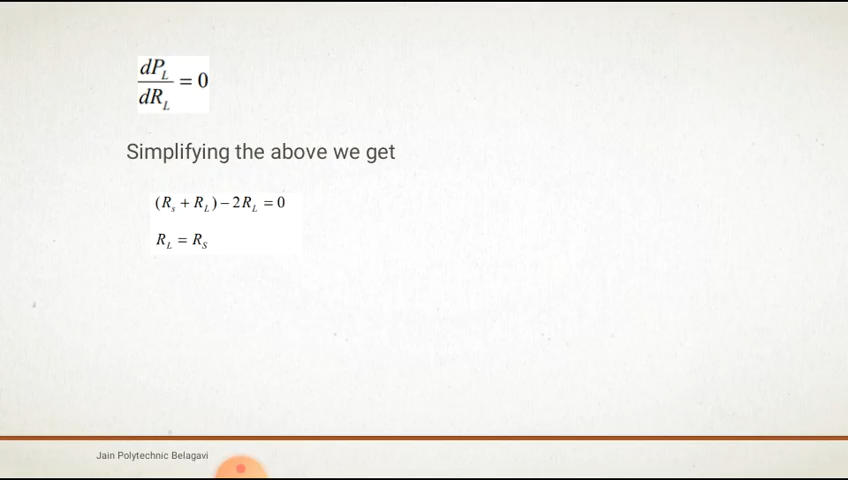 dP_L/dR_L = 0
Simplifying the above we get
(R_s + R_L) − 2R_L = 0
R_L = R_S
Jain Polytechnic Belagavi